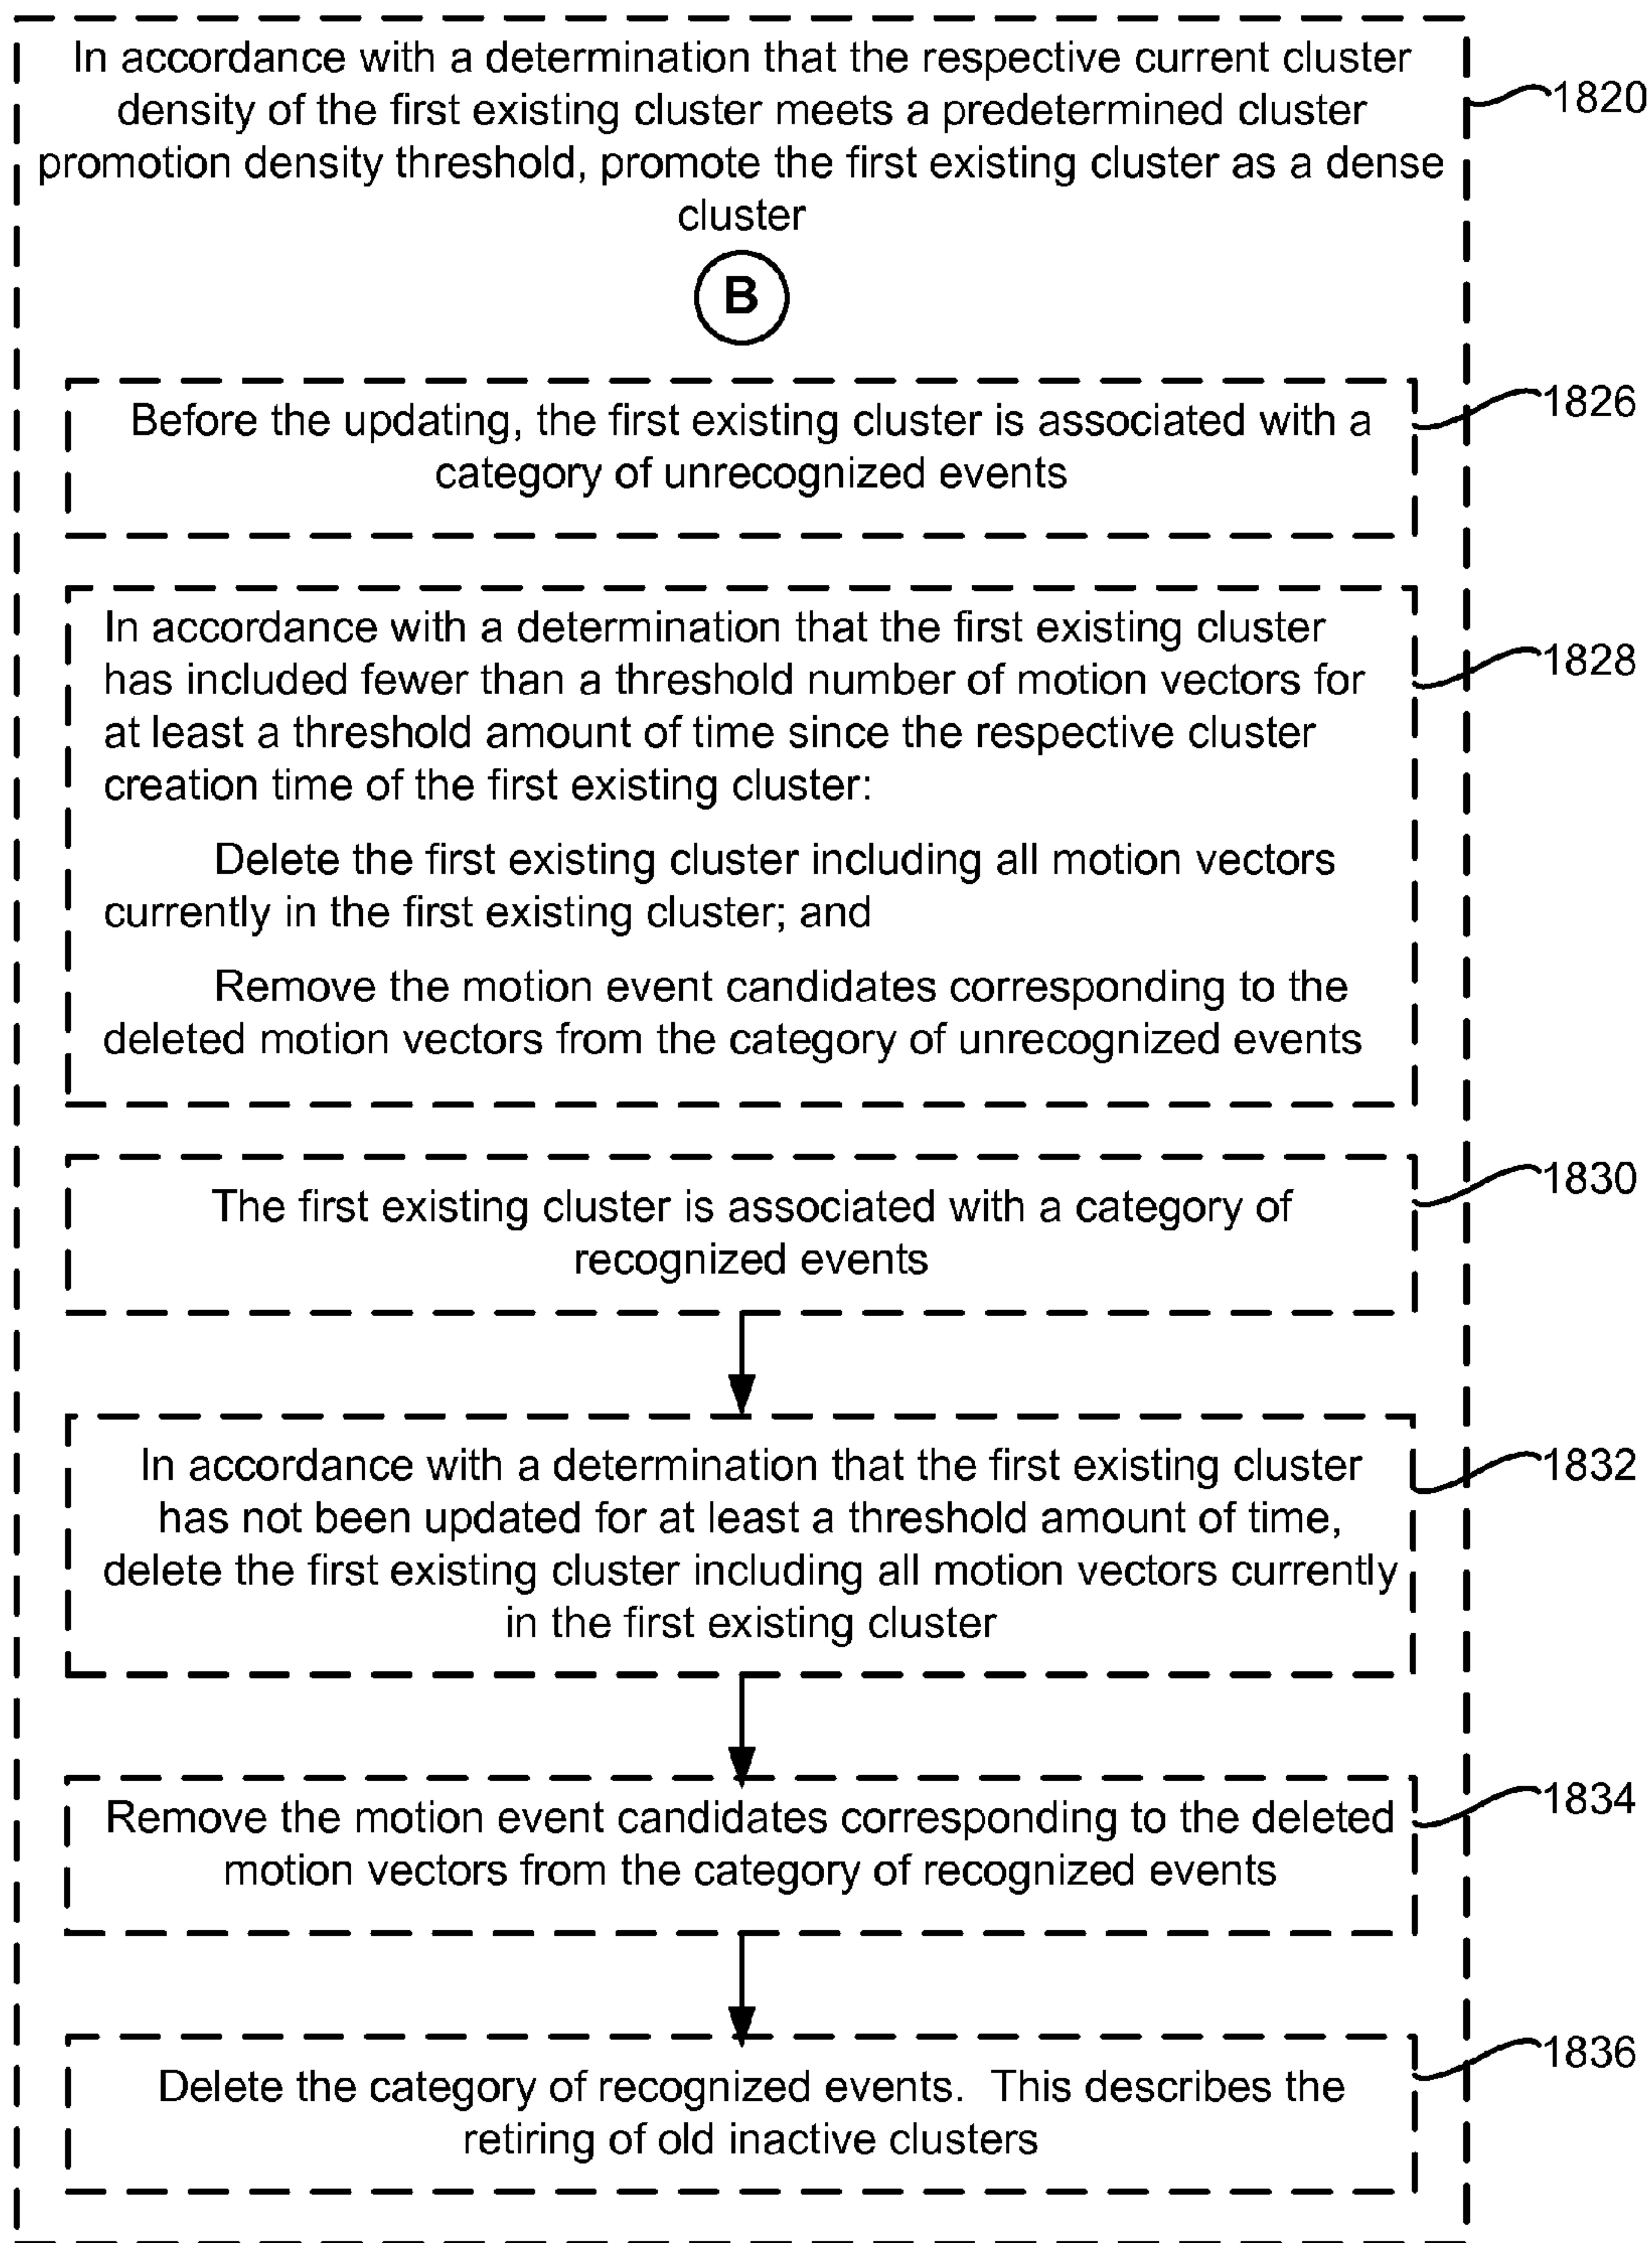 In accordance with a determination that the respective current cluster
density of the first existing cluster meets a predetermined cluster
promotion density threshold, promote the first existing cluster as a dense
cluster
1820
B
Before the updating, the first existing cluster is associated with a
category of unrecognized events
1826
In accordance with a determination that the first existing cluster
has included fewer than a threshold number of motion vectors for
at least a threshold amount of time since the respective cluster
creation time of the first existing cluster:
Delete the first existing cluster including all motion vectors
currently in the first existing cluster; and
Remove the motion event candidates corresponding to the
deleted motion vectors from the category of unrecognized events
1828
The first existing cluster is associated with a category of
recognized events
1830
In accordance with a determination that the first existing cluster
has not been updated for at least a threshold amount of time,
delete the first existing cluster including all motion vectors currently
in the first existing cluster
1832
Remove the motion event candidates corresponding to the deleted
motion vectors from the category of recognized events
1834
Delete the category of recognized events.  This describes the
retiring of old inactive clusters
1836